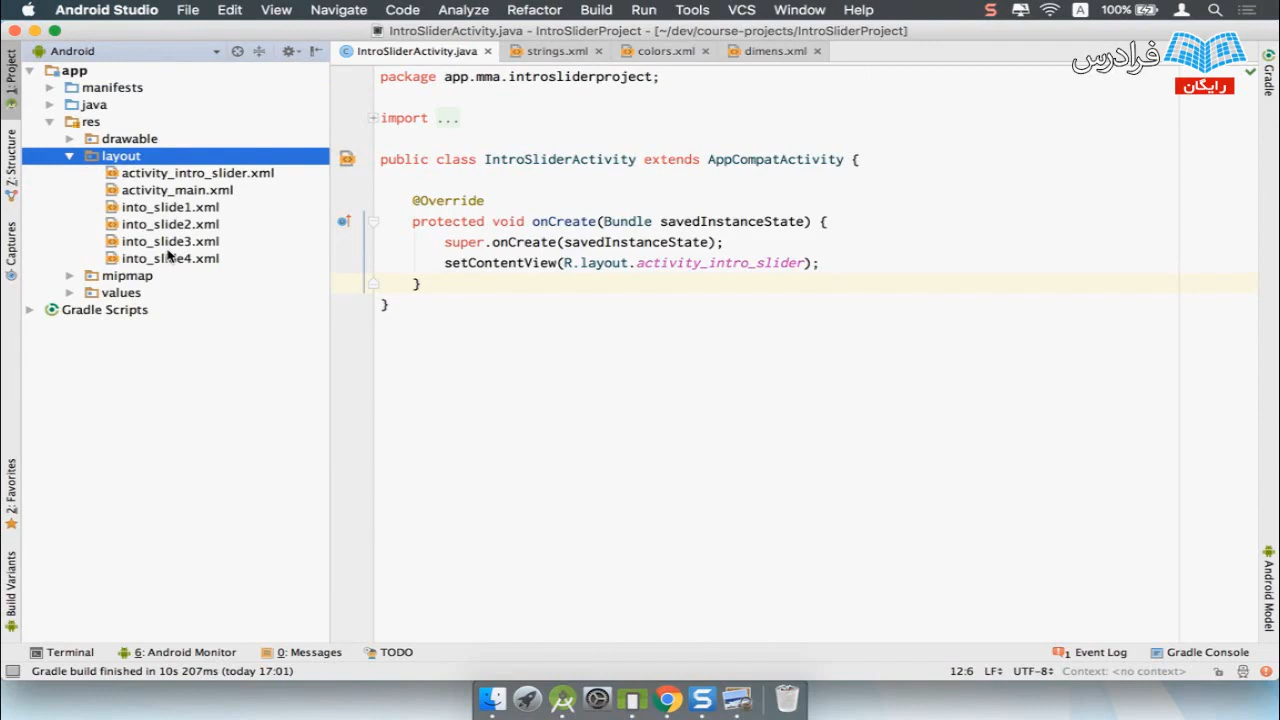 Android Studio File Edit View Navigate Code Analyze Refactor Build Run Tools VCS Window Help S A 100%
IntroSliderActivity.java - IntroSliderProject - [~/dev/course-projects/IntroSliderProject]
فرادرس
رایگان
Android
IntroSliderActivity.java strings.xml colors.xml dimens.xml
app
manifests
java
res
drawable
layout
activity_intro_slider.xml
activity_main.xml
into_slide1.xml
into_slide2.xml
into_slide3.xml
into_slide4.xml
mipmap
values
Gradle Scripts
1: Project
Z: Structure
Captures
2: Favorites
Build Variants
package app.mma.introsliderproject;
import ...
public class IntroSliderActivity extends AppCompatActivity {
@Override
protected void onCreate(Bundle savedInstanceState) {
super.onCreate(savedInstanceState);
setContentView(R.layout.activity_intro_slider);
}
}
Gradle
Android Model
Terminal 6: Android Monitor 0: Messages TODO 1 Event Log Gradle Console
Gradle build finished in 10s 207ms (today 17:01) 12:6 LF÷ UTF-8÷ Context: <no context>
S